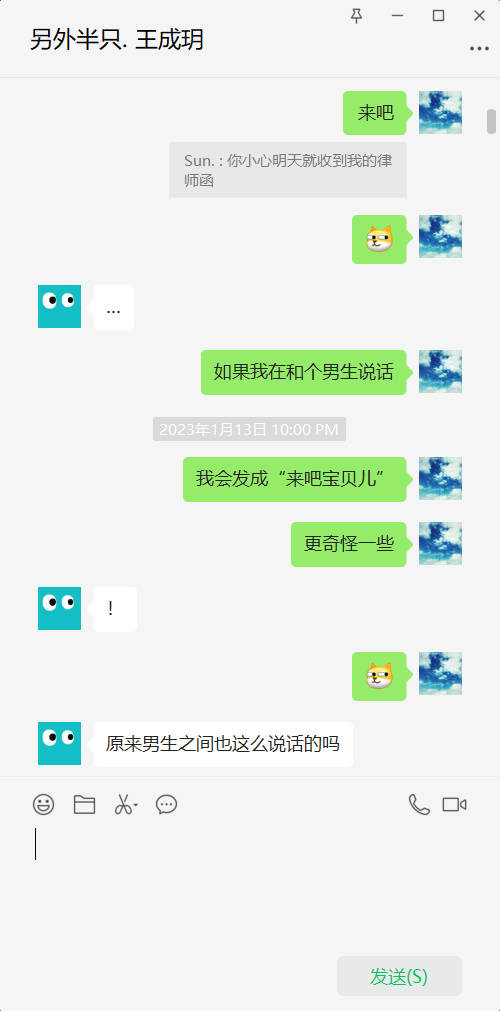 另外半只. 王成玥
来吧
Sun. : 你小心明天就收到我的律
师函
...
如果我在和个男生说话
2023年1月13日 10:00 PM
我会发成“来吧宝贝儿”
更奇怪一些
！
原来男生之间也这么说话的吗
发送(S)